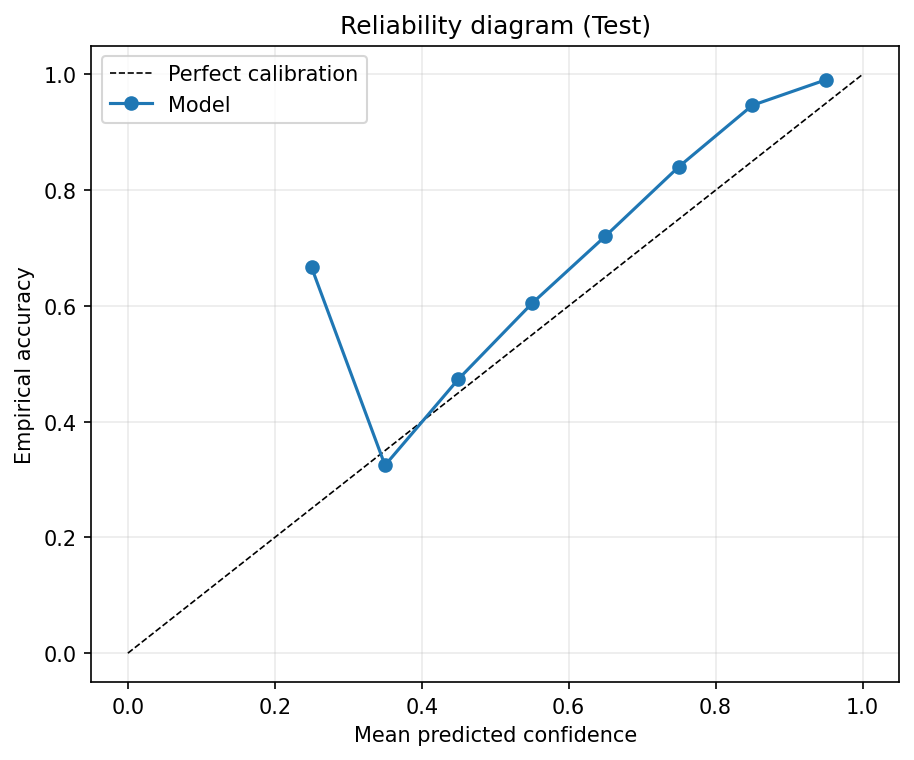 Reliability diagram (Test)
Perfect calibration
Model
1.0
0.8
0.6
0.4
0.2
0.0
Empirical accuracy
0.0 0.2 0.4 0.6 0.8 1.0
Mean predicted confidence